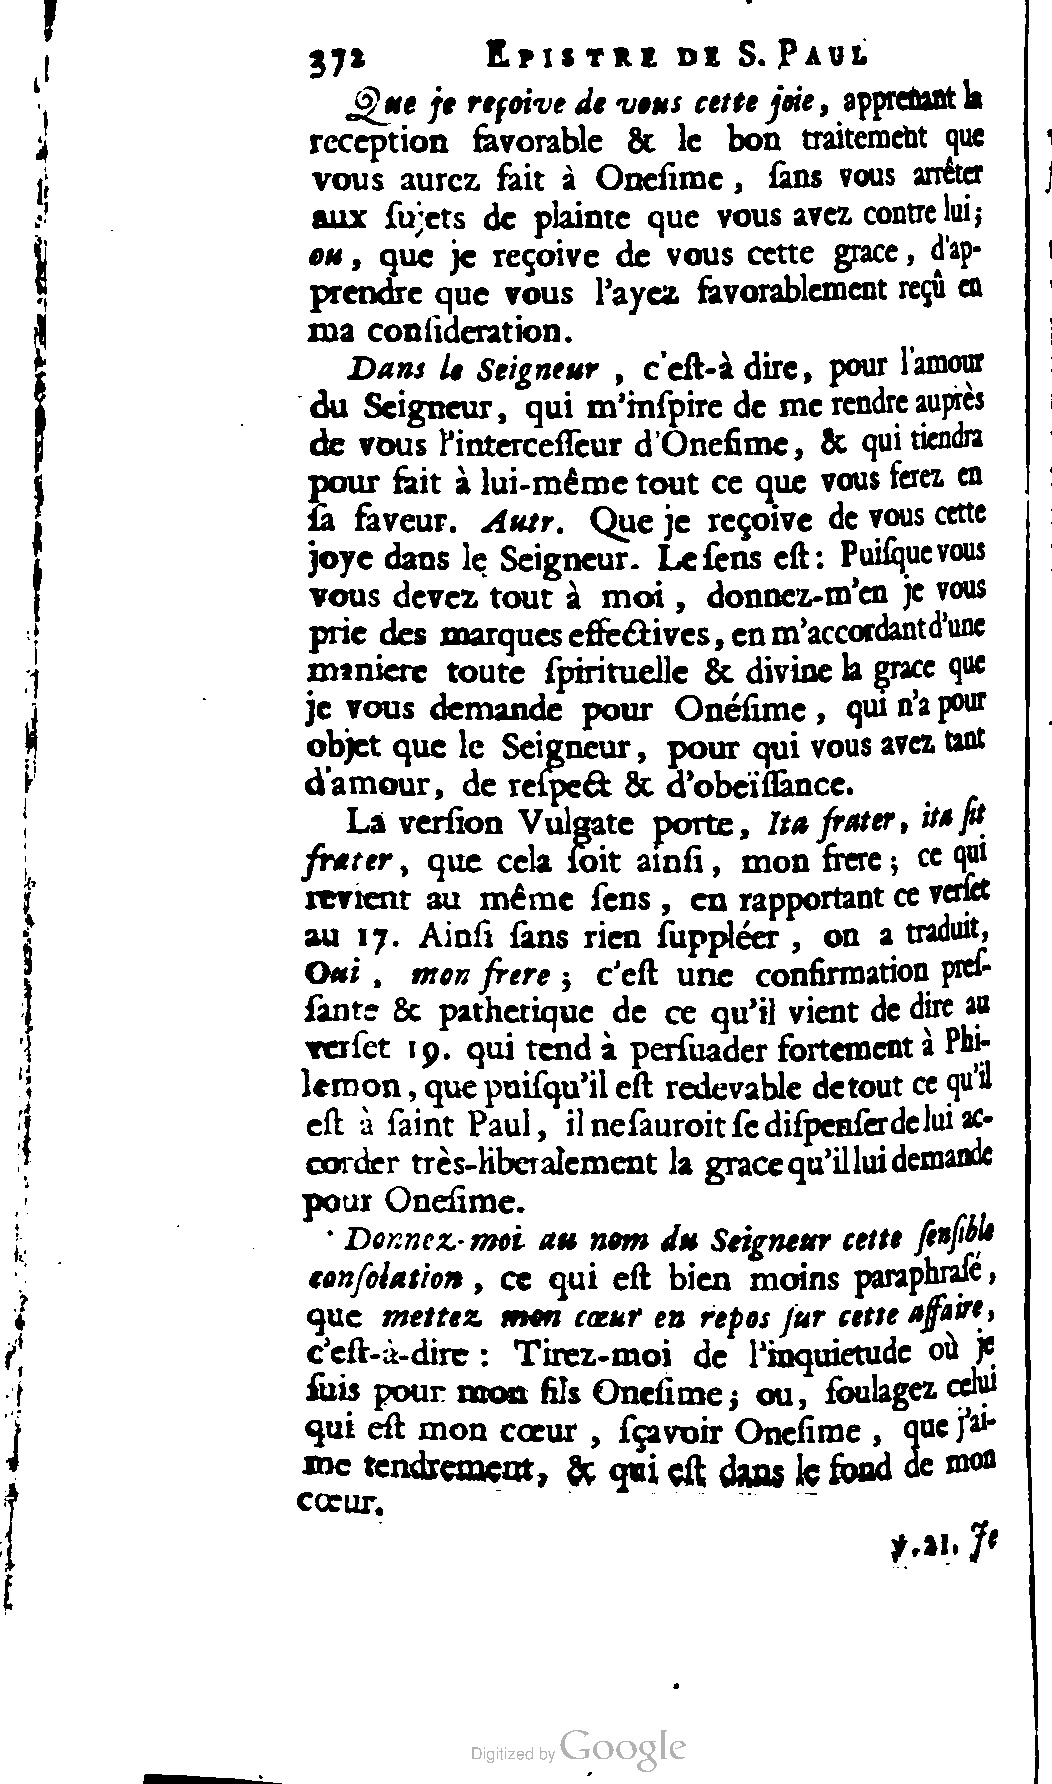 372 EPISTRE DE S. PAUL
Que je reçoive de vous cette joie, apprenant la
reception favorable & le bon traitement que
vous aurez fait à Oneſime, ſans vous arrêter
aux ſujets de plainte que vous avez contre lui;
ou, que je reçoive de vous cette grace, d'ap-
prendre que vous l'ayez favorablement reçû en
ma conſideration.
Dans le Seigneur, c'eſt-à dire, pour l'amour
du Seigneur, qui m'inſpire de me rendre auprès
de vous l'interceſſeur d'Oneſime, & qui tiendra
pour fait à lui-même tout ce que vous ferez en
ſa faveur. Autr. Que je reçoive de vous cette
joye dans le Seigneur. Le ſens eſt: Puiſque vous
vous devez tout à moi, donnez-m'en je vous
prie des marques effectives, en m'accordant d'une
maniere toute ſpirituelle & divine la grace que
je vous demande pour Onéſime, qui n'a pour
objet que le Seigneur, pour qui vous avez tant
d'amour, de reſpect & d'obeïſſance.
La verſion Vulgate porte, Ita frater, ita ſit
frater, que cela ſoit ainſi, mon frere; ce qui
revient au même ſens, en rapportant ce verſet
au 17. Ainſi ſans rien ſuppléer, on a traduit,
Oui, mon frere; c'eſt une confirmation preſ-
ſante & pathetique de ce qu'il vient de dire au
verſet 19. qui tend à perſuader fortement à Phi-
lemon, que puiſqu'il eſt redevable de tout ce qu'il
eſt à ſaint Paul, il ne ſauroit ſe diſpenſer de lui ac-
corder très-liberalement la grace qu'il lui demande
pour Oneſime.
Donnez-moi au nom du Seigneur cette ſenſible
conſolation, ce qui eſt bien moins paraphraſé,
que mettez mon cœur en repos ſur cette affaire,
c'eſt-à-dire: Tirez-moi de l'inquietude où je
ſuis pour mon fils Oneſime; ou, ſoulagez celui
qui eſt mon cœur, ſçavoir Oneſime, que j'ai-
me tendrement, & qui eſt dans le fond de mon
cœur.
℣.21. Je
Digitized by Google